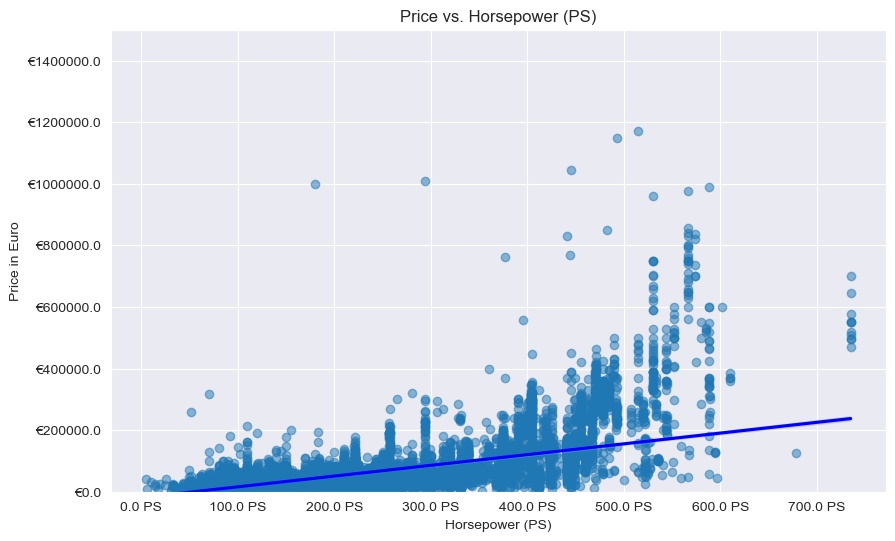 Price vs. Horsepower (PS)
€1400000.0
€1200000.0
€1000000.0
€800000.0
€600000.0
€400000.0
€200000.0
€0.0
Price in Euro
0.0 PS 100.0 PS 200.0 PS 300.0 PS 400.0 PS 500.0 PS 600.0 PS 700.0 PS
Horsepower (PS)